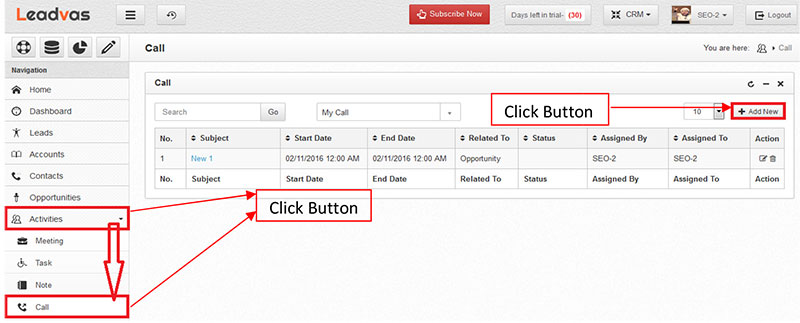 Leadvas
Subscribe Now
Days left in trial- (30)
CRM
SEO-2
Logout
Call
You are here:
Call
Navigation
Home
Dashboard
Leads
Accounts
Contacts
Opportunities
Activities
Meeting
Task
Note
Call
Call
Search
Go
My Call
Click Button
10
Add New
No. Subject Start Date End Date Related To Status Assigned By Assigned To Action
1 New 1 02/11/2016 12:00 AM 02/11/2016 12:00 AM Opportunity SEO-2 SEO-2
No. Subject Start Date End Date Related To Status Assigned By Assigned To Action
Click Button